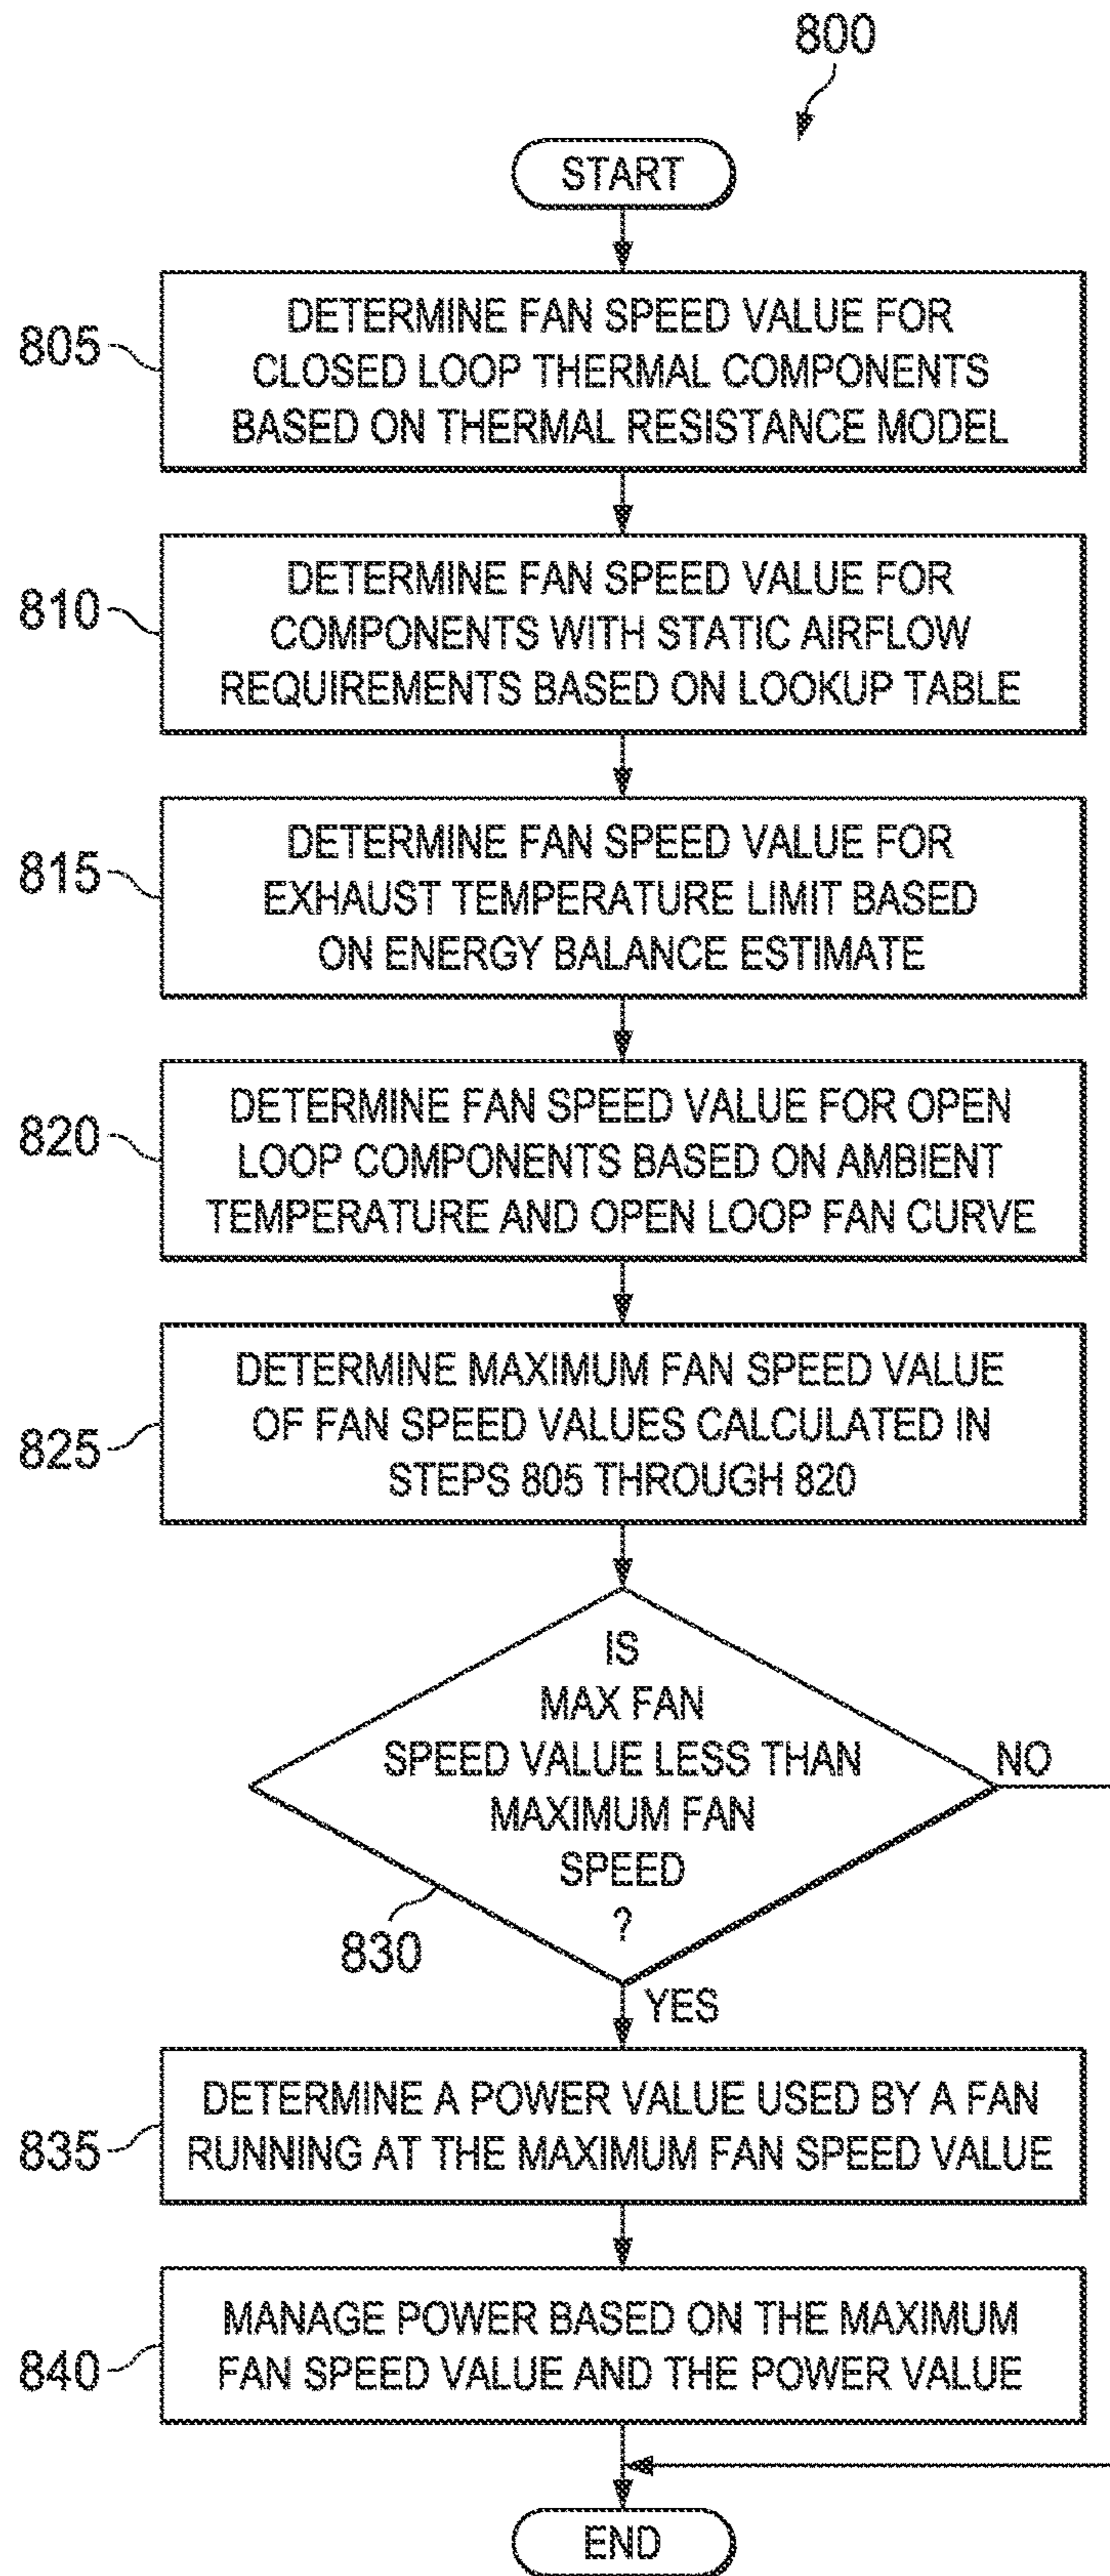 800
START
805
DETERMINE FAN SPEED VALUE FOR
CLOSED LOOP THERMAL COMPONENTS
BASED ON THERMAL RESISTANCE MODEL
810
DETERMINE FAN SPEED VALUE FOR
COMPONENTS WITH STATIC AIRFLOW
REQUIREMENTS BASED ON LOOKUP TABLE
815
DETERMINE FAN SPEED VALUE FOR
EXHAUST TEMPERATURE LIMIT BASED
ON ENERGY BALANCE ESTIMATE
820
DETERMINE FAN SPEED VALUE FOR OPEN
LOOP COMPONENTS BASED ON AMBIENT
TEMPERATURE AND OPEN LOOP FAN CURVE
825
DETERMINE MAXIMUM FAN SPEED VALUE
OF FAN SPEED VALUES CALCULATED IN
STEPS 805 THROUGH 820
IS
MAX FAN
SPEED VALUE LESS THAN
MAXIMUM FAN
SPEED
?
NO
830
YES
835
DETERMINE A POWER VALUE USED BY A FAN
RUNNING AT THE MAXIMUM FAN SPEED VALUE
840
MANAGE POWER BASED ON THE MAXIMUM
FAN SPEED VALUE AND THE POWER VALUE
END